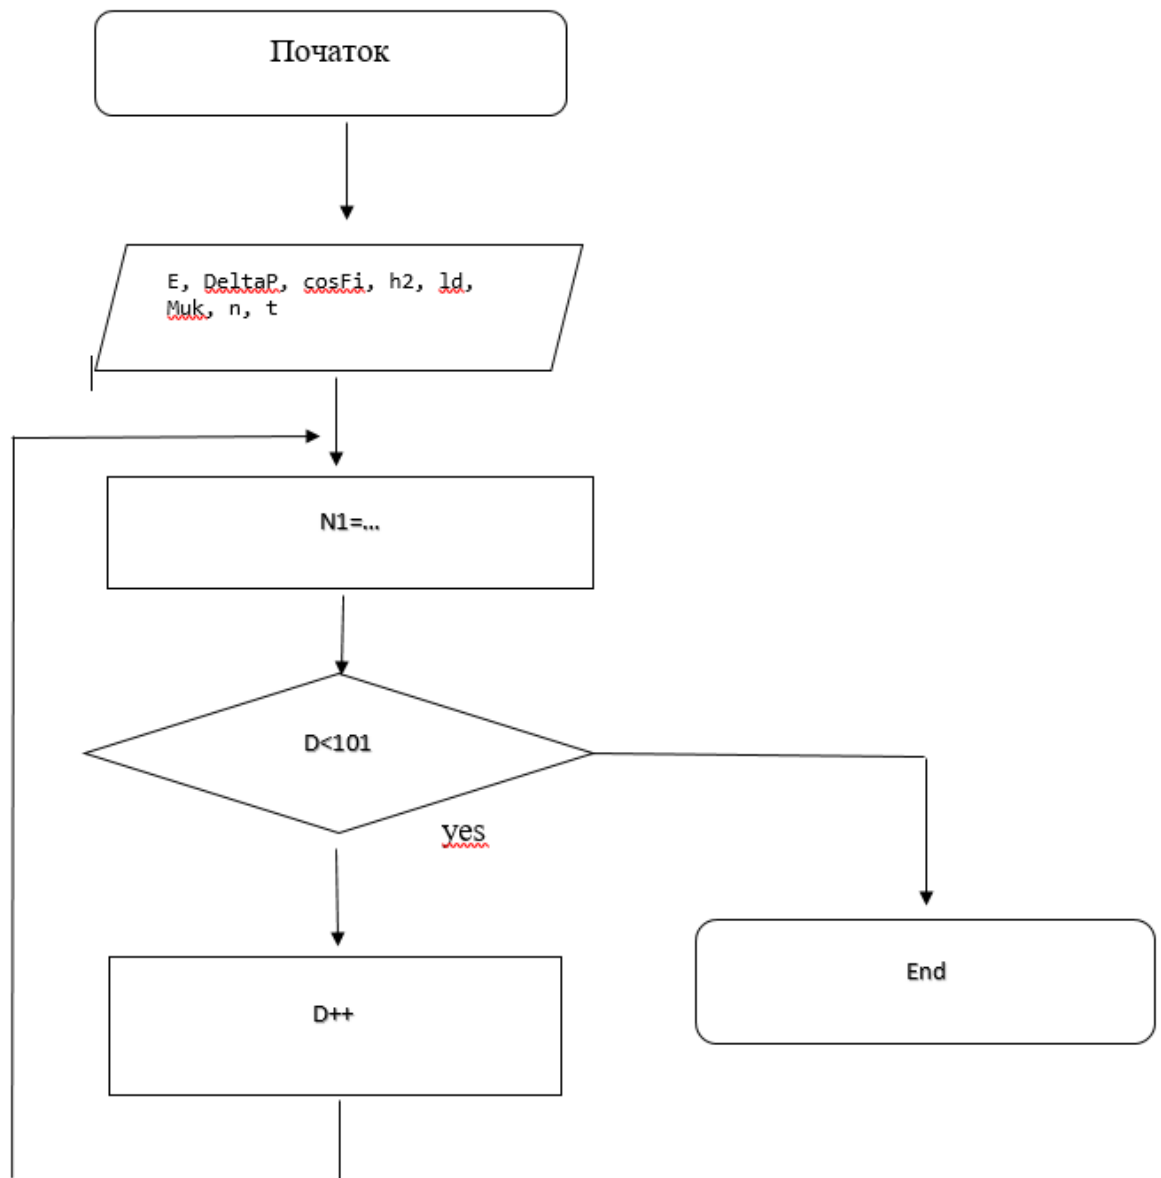 Початок
E, DeltaP, cosFi, h2, ld,
Muk, n, t
N1=...
D<101
yes
D++
End